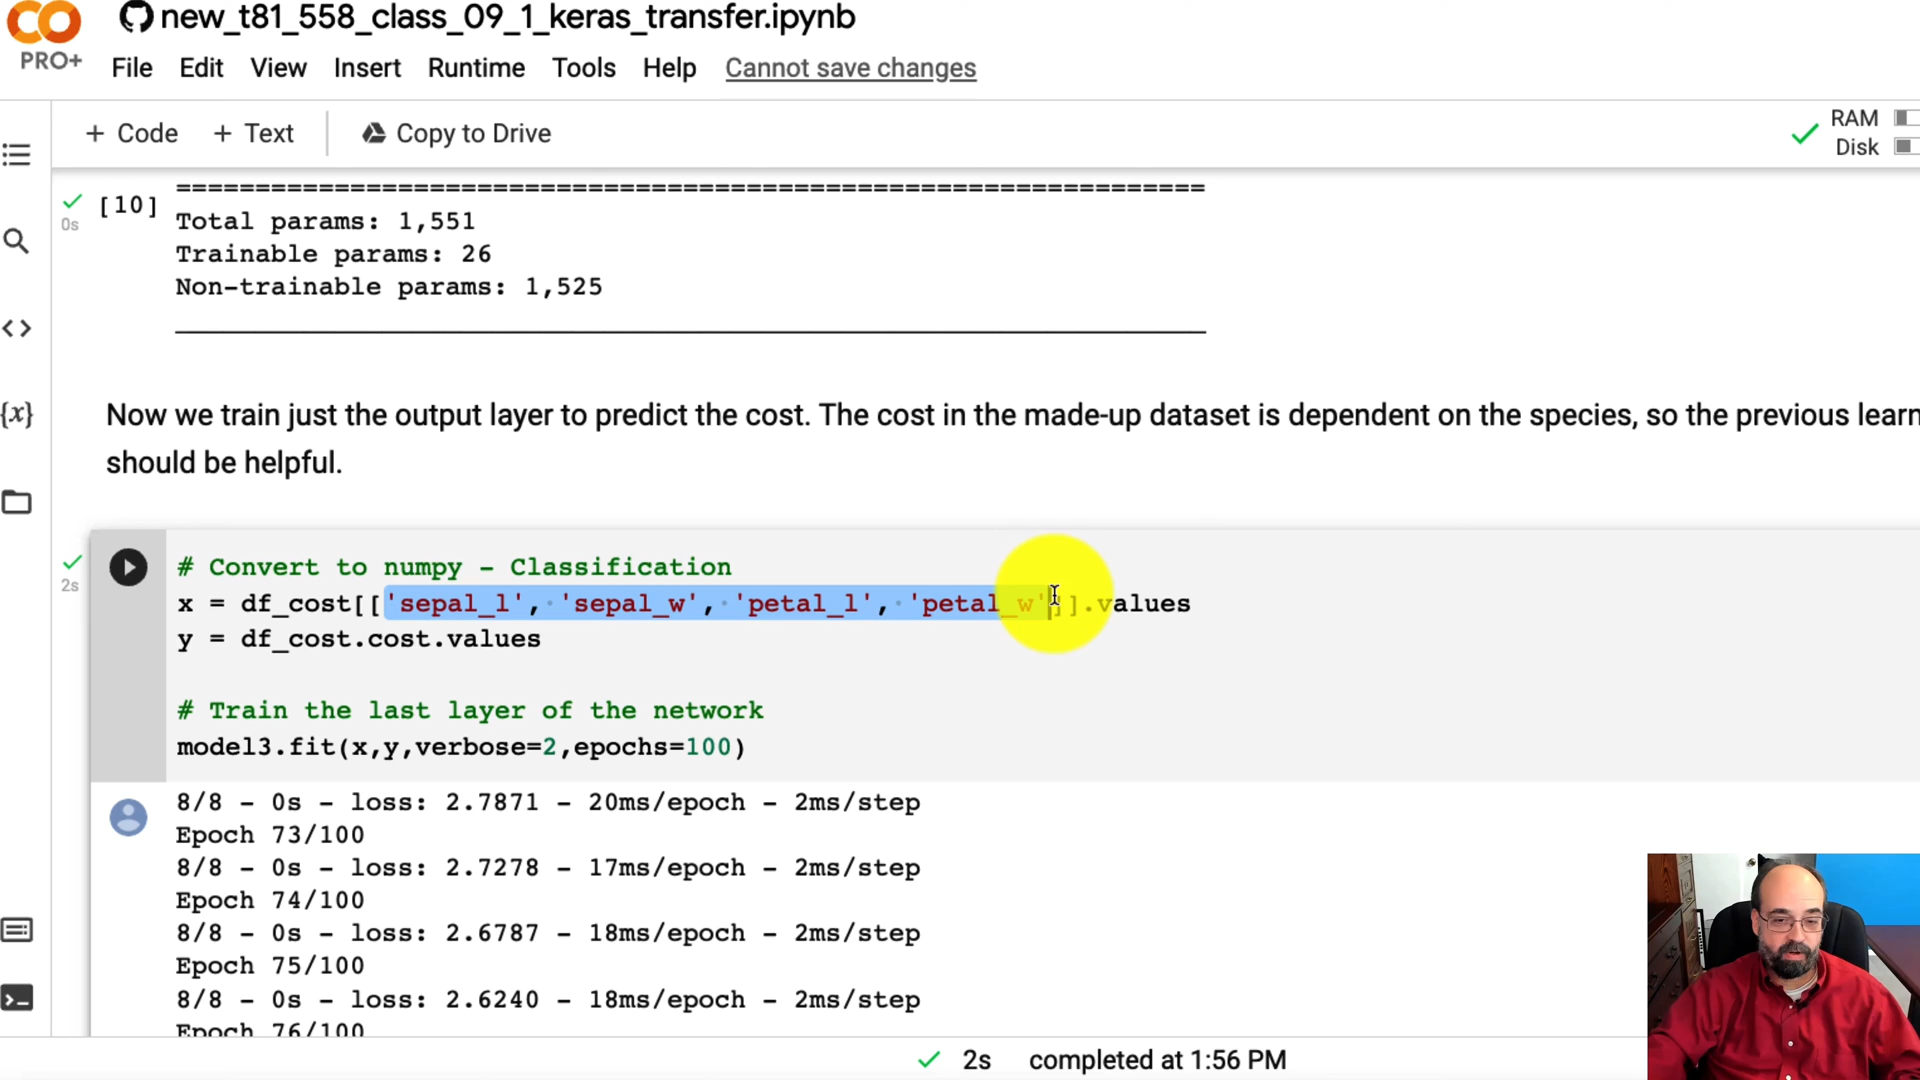 new_t81_558_class_09_1_keras_transfer.ipynb
PRO+
File Edit View Insert Runtime Tools Help Cannot save changes
+ Code + Text Copy to Drive
RAM
Disk
[10]
0s
==================================================================
Total params: 1,551
Trainable params: 26
Non-trainable params: 1,525
__________________________________________________________________
Now we train just the output layer to predict the cost. The cost in the made-up dataset is dependent on the species, so the previous learn
should be helpful.
2s
# Convert to numpy - Classification
x = df_cost[['sepal_l', 'sepal_w', 'petal_l', 'petal_w']].values
y = df_cost.cost.values
# Train the last layer of the network
model3.fit(x,y,verbose=2,epochs=100)
8/8 - 0s - loss: 2.7871 - 20ms/epoch - 2ms/step
Epoch 73/100
8/8 - 0s - loss: 2.7278 - 17ms/epoch - 2ms/step
Epoch 74/100
8/8 - 0s - loss: 2.6787 - 18ms/epoch - 2ms/step
Epoch 75/100
8/8 - 0s - loss: 2.6240 - 18ms/epoch - 2ms/step
Epoch 76/100
2s completed at 1:56 PM